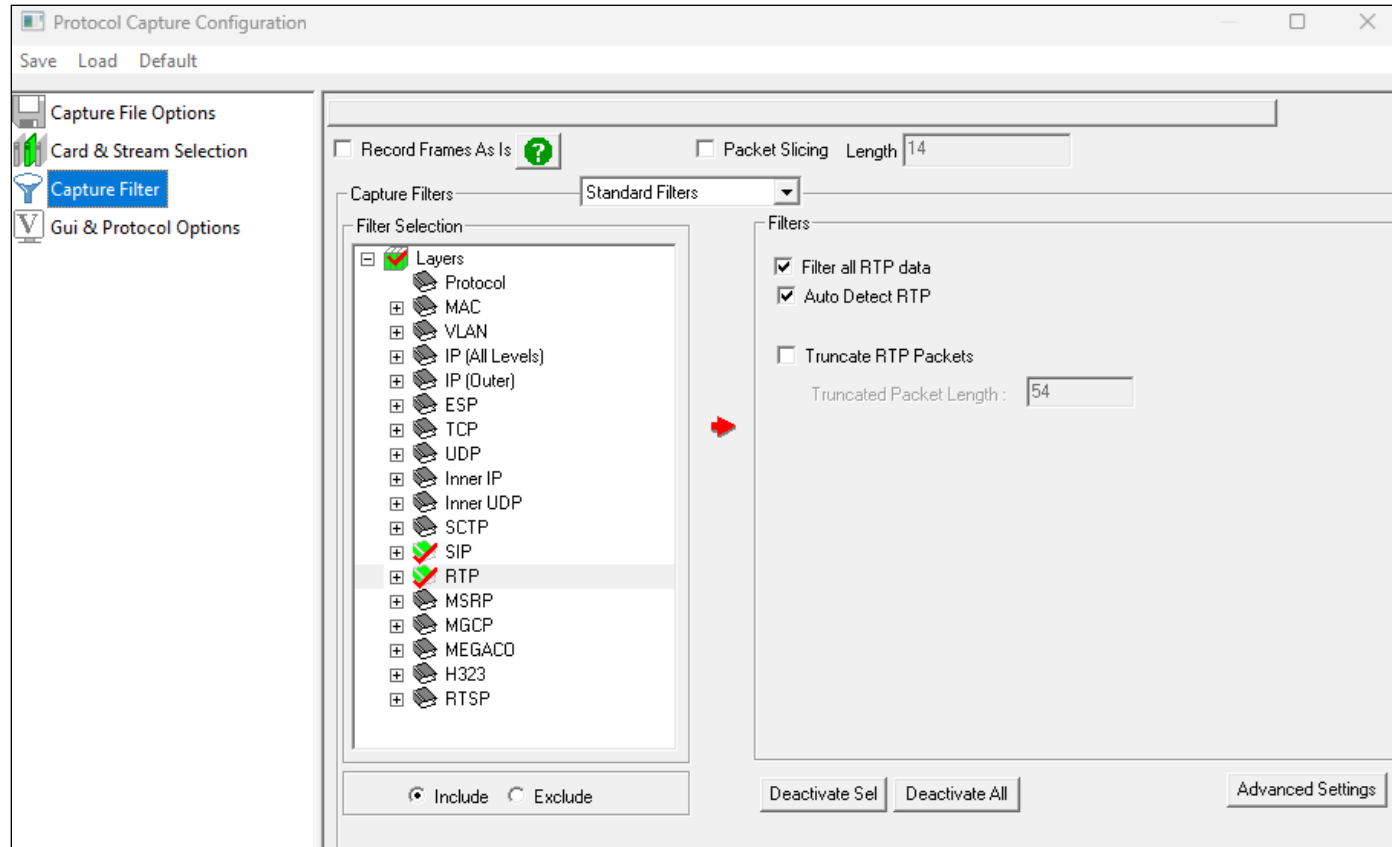 Protocol Capture Configuration
Save Load Default
Capture File Options
Card & Stream Selection
Capture Filter
Gui & Protocol Options
Record Frames As Is
Packet Slicing Length 14
Capture Filters Standard Filters
Filter Selection
Layers
Protocol
MAC
VLAN
IP (All Levels)
IP (Outer)
ESP
TCP
UDP
Inner IP
Inner UDP
SCTP
SIP
RTP
MSRP
MGCP
MEGACO
H323
RTSP
Include Exclude
Filters
Filter all RTP data
Auto Detect RTP
Truncate RTP Packets
Truncated Packet Length : 54
Deactivate Sel Deactivate All Advanced Settings